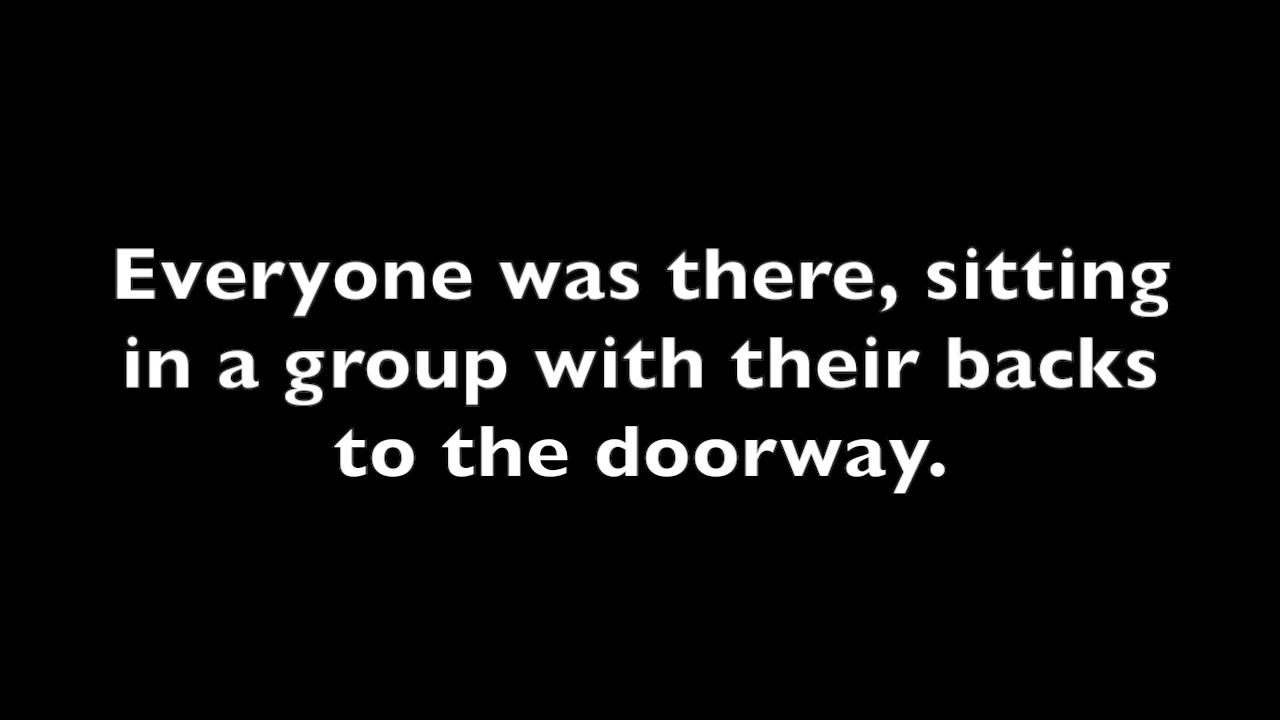 Everyone was there, sitting
in a group with their backs
to the doorway.